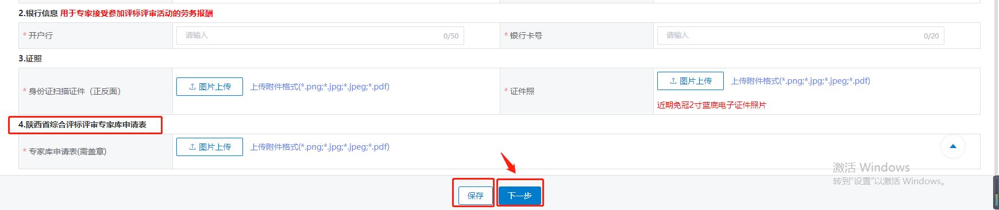 2.银行信息 用于专家接受参加评标评审活动的劳务报酬
* 开户行 请输入 0/50 * 银行卡号 请输入 0/20
3.证照
* 身份证扫描证件（正反面） 图片上传 上传附件格式(*.png;*.jpg;*.jpeg;*.pdf) * 证件照 图片上传 上传附件格式(*.png;*.jpg;*.jpeg;*.pdf)
近期免冠2寸蓝底电子证件照片
4.陕西省综合评标评审专家库申请表
* 专家库申请表(需盖章) 图片上传 上传附件格式(*.png;*.jpg;*.jpeg;*.pdf)
激活 Windows
转到"设置"以激活 Windows。
保存 下一步